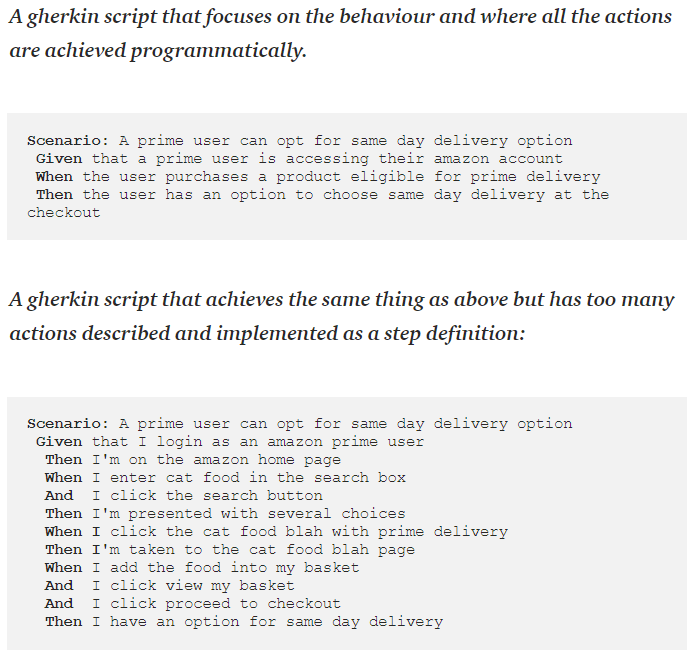 A gherkin script that focuses on the behaviour and where all the actions
are achieved programmatically.
Scenario: A prime user can opt for same day delivery option
Given that a prime user is accessing their amazon account
When the user purchases a product eligible for prime delivery
Then the user has an option to choose same day delivery at the
checkout
A gherkin script that achieves the same thing as above but has too many
actions described and implemented as a step definition:
Scenario: A prime user can opt for same day delivery option
Given that I login as an amazon prime user
Then I'm on the amazon home page
When I enter cat food in the search box
And I click the search button
Then I'm presented with several choices
When I click the cat food blah with prime delivery
Then I'm taken to the cat food blah page
When I add the food into my basket
And I click view my basket
And I click proceed to checkout
Then I have an option for same day delivery